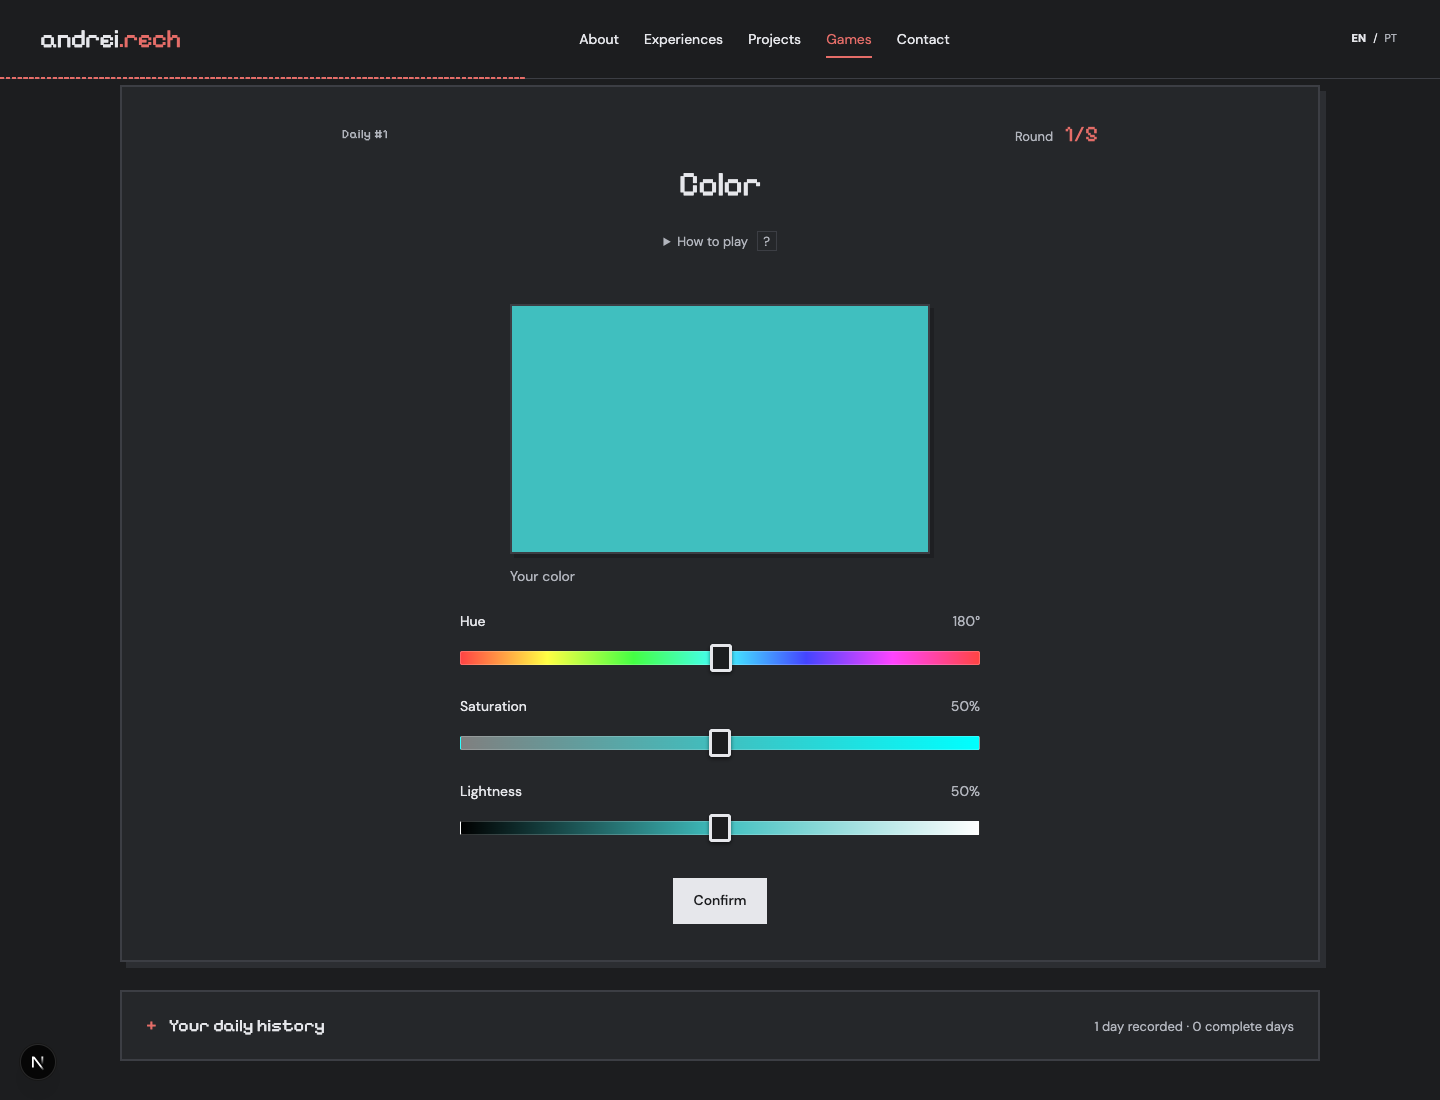 andrei.rech
About Experiences Projects Games Contact
EN / PT
Daily #1
Round 1/8
Color
How to play ?
Your color
Hue 180°
Saturation 50%
Lightness 50%
Confirm
+ Your daily history
1 day recorded · 0 complete days
N